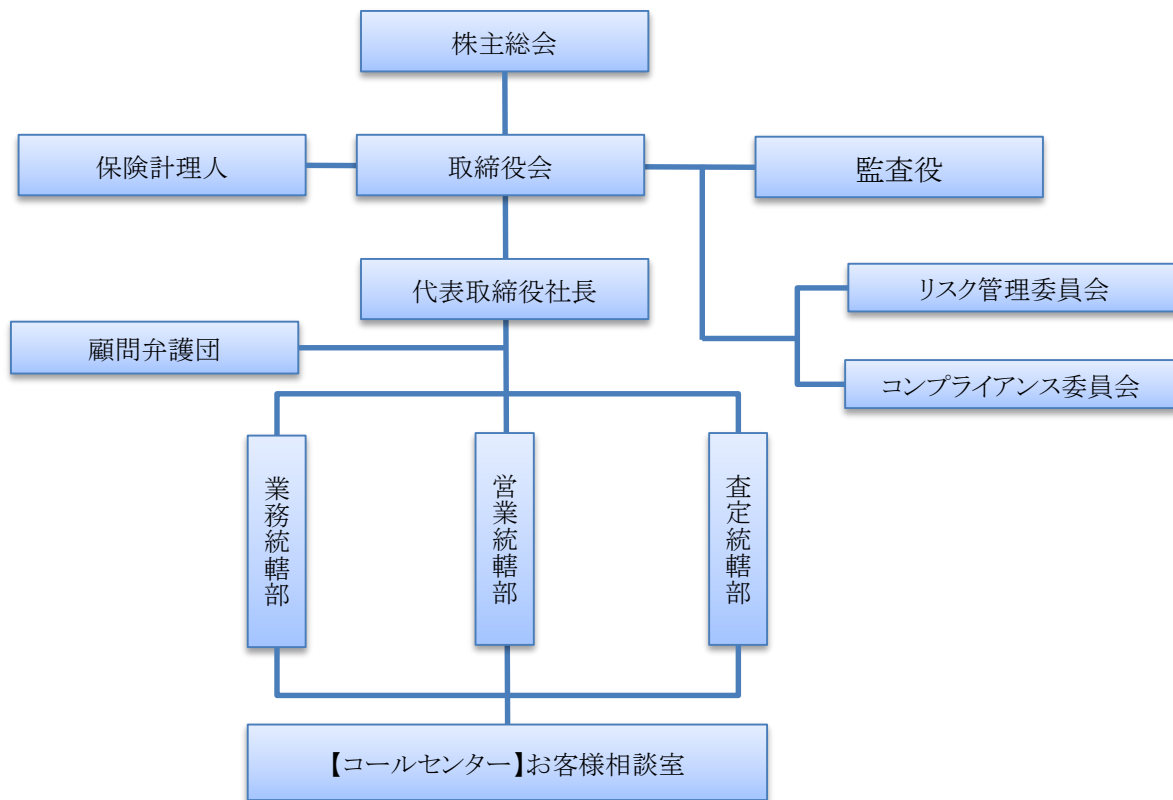 株主総会
保険計理人
取締役会
監査役
代表取締役社長
リスク管理委員会
顧問弁護団
コンプライアンス委員会
業務統轄部
営業統轄部
査定統轄部
【コールセンター】お客様相談室